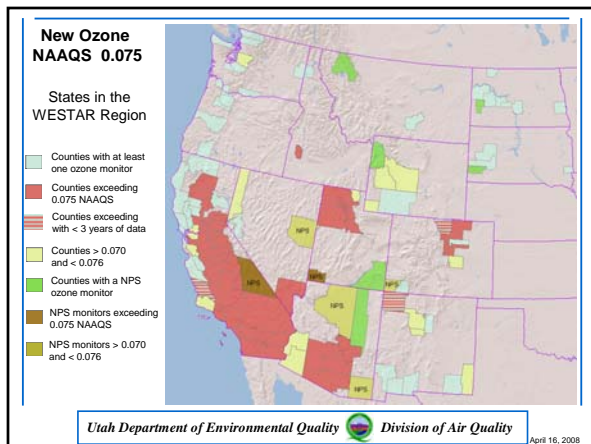 New Ozone
NAAQS 0.075
States in the
WESTAR Region
Counties with at least
one ozone monitor
Counties exceeding
0.075 NAAQS
Counties exceeding
with < 3 years of data
Counties > 0.070
and < 0.076
Counties with a NPS
ozone monitor
NPS monitors exceeding
0.075 NAAQS
NPS monitors > 0.070
and < 0.076
NPS
NPS
NPS
NPS
NPS
NPS
Utah Department of Environmental Quality Division of Air Quality
April 16, 2008